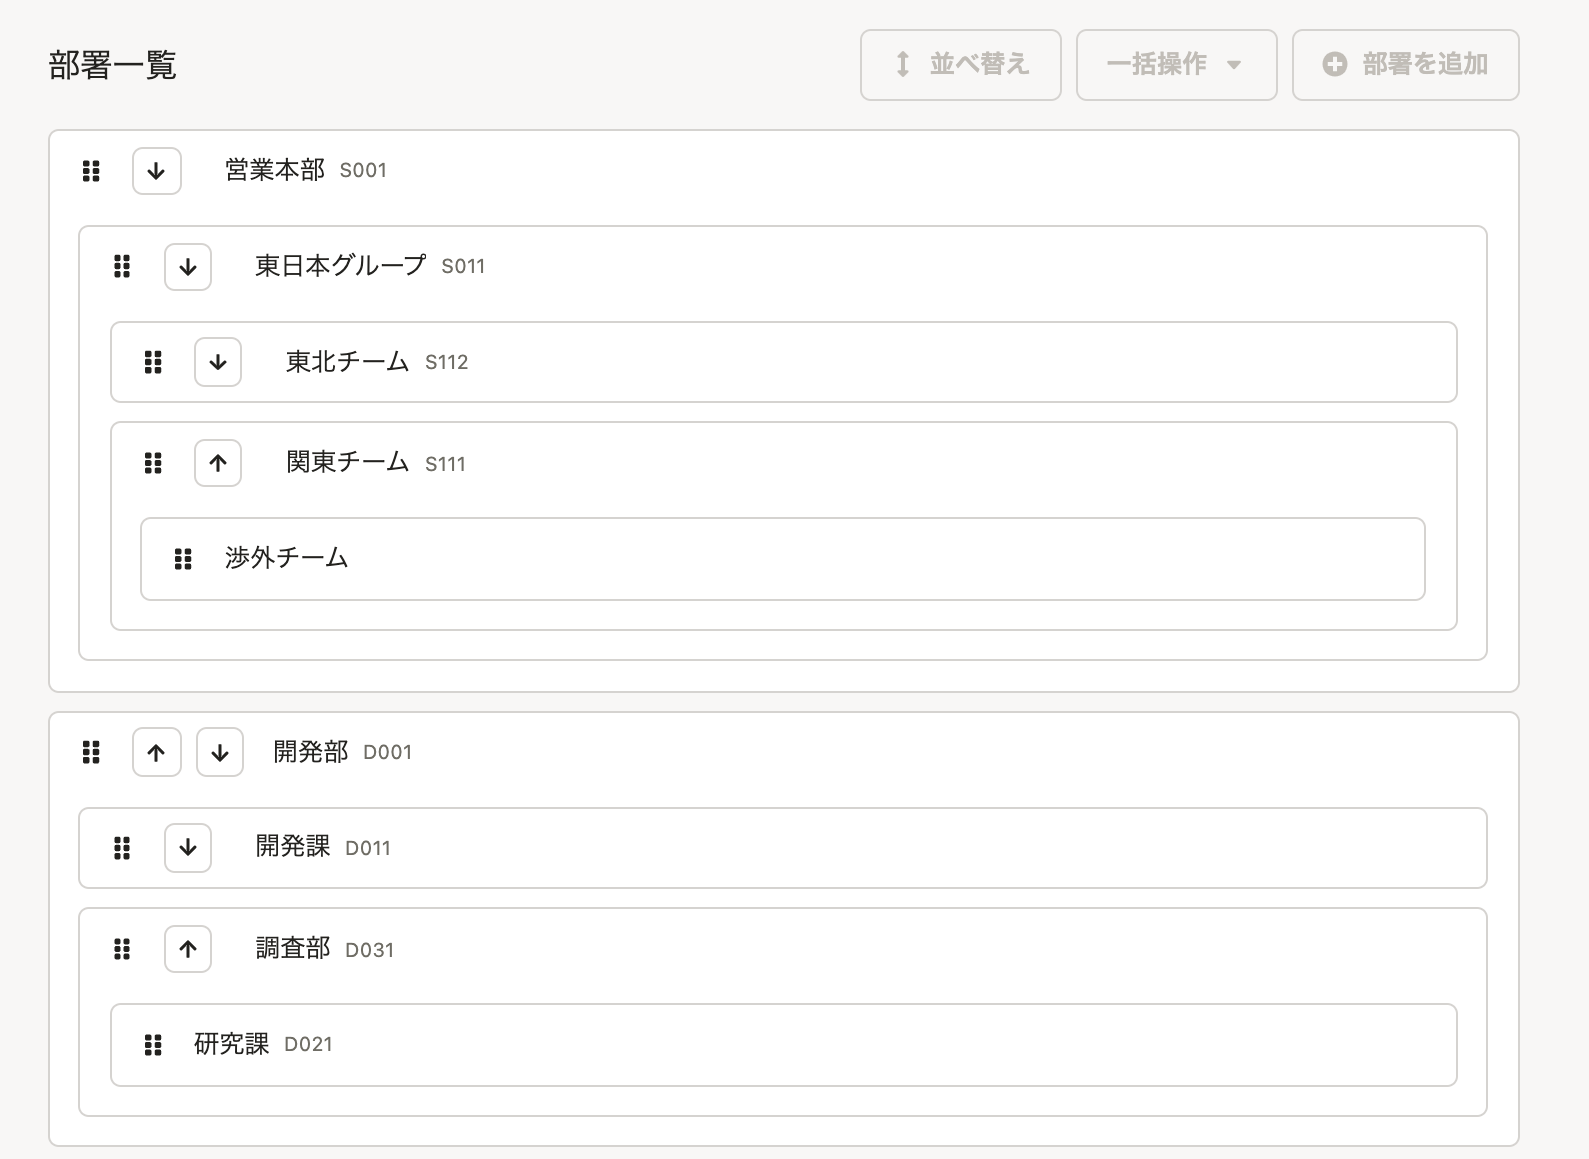 部署一覧
並べ替え 一括操作 部署を追加
営業本部 S001
東日本グループ S011
東北チーム S112
関東チーム S111
渉外チーム
開発部 D001
開発課 D011
調査部 D031
研究課 D021